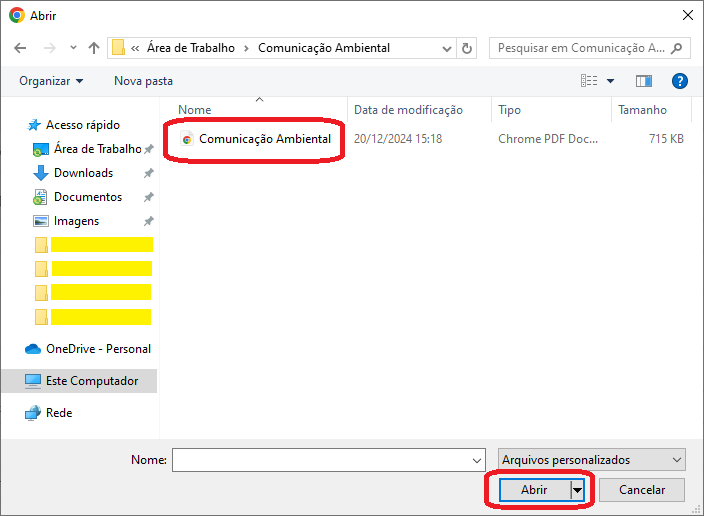 Abrir
« Área de Trabalho › Comunicação Ambiental
Pesquisar em Comunicação A...
Organizar
Nova pasta
?
Nome
Data de modificação
Tipo
Tamanho
Comunicação Ambiental
20/12/2024 15:18
Chrome PDF Doc...
715 KB
Acesso rápido
Área de Trabalho
Downloads
Documentos
Imagens
OneDrive - Personal
Este Computador
Rede
Nome:
Arquivos personalizados
Abrir
Cancelar